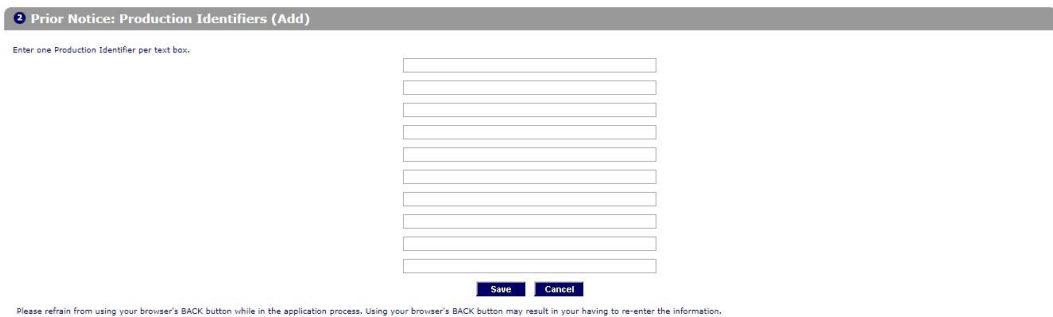 2 Prior Notice: Production Identifiers (Add)
Enter one Production Identifier per text box.
Save Cancel
Please refrain from using your browser's BACK button while in the application process. Using your browser's BACK button may result in your having to re-enter the information.